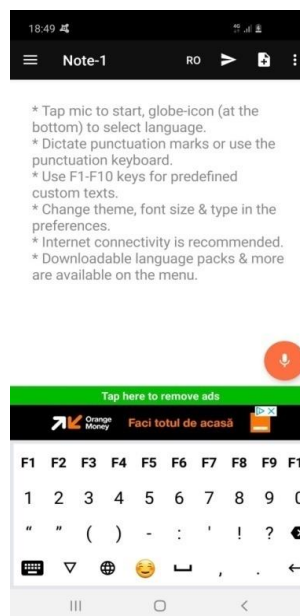 18:49
Note-1 RO
* Tap mic to start, globe-icon (at the
bottom) to select language.
* Dictate punctuation marks or use the
punctuation keyboard.
* Use F1-F10 keys for predefined
custom texts.
* Change theme, font size & type in the
preferences.
* Internet connectivity is recommended.
* Downloadable language packs & more
are available on the menu.
Tap here to remove ads
Orange
Money Faci totul de acasă
F1 F2 F3 F4 F5 F6 F7 F8 F9 F1
1 2 3 4 5 6 7 8 9 0
“ ” ( ) - : ' ! ?
, .